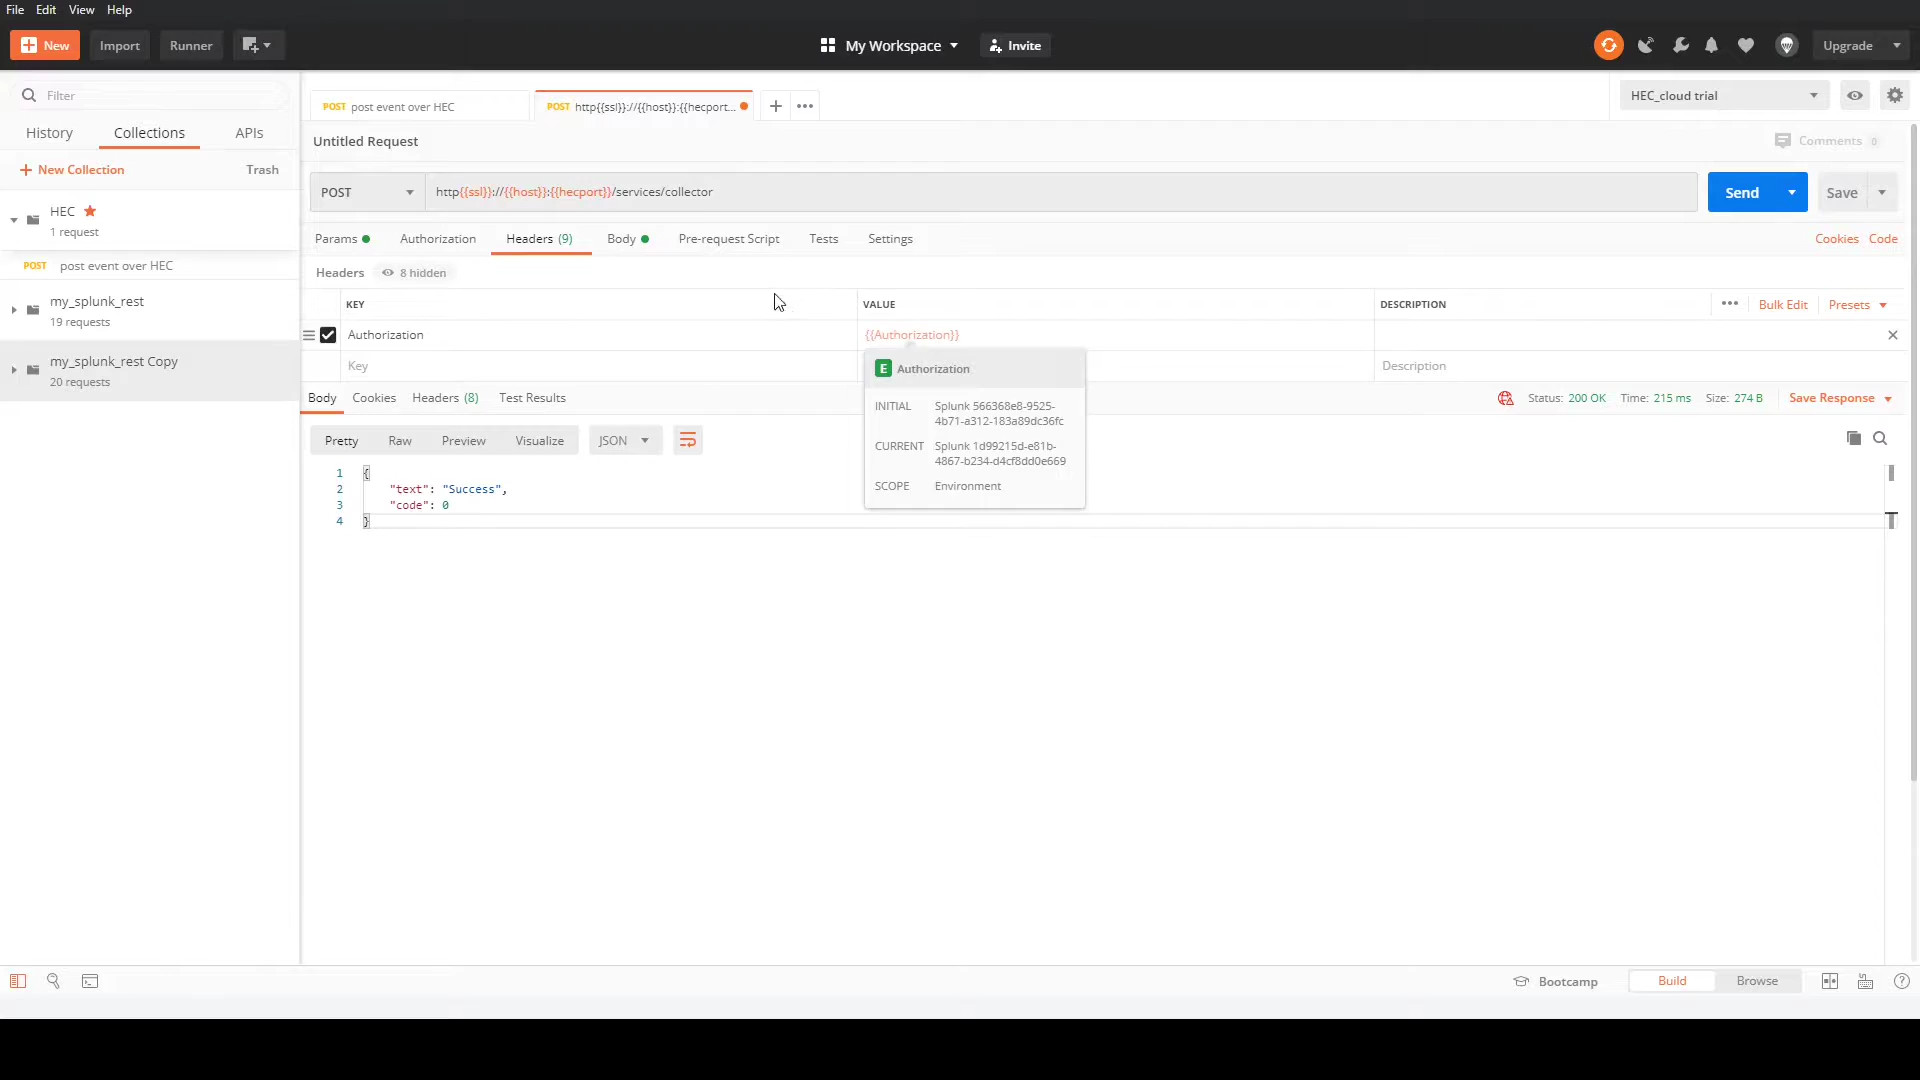 File Edit View Help
New Import Runner My Workspace Invite Upgrade
Filter
POST post event over HEC POST http{{ssl}}://{{host}}:{{hecport... HEC_cloud trial
History Collections APIs
Untitled Request Comments 0
New Collection Trash
POST http{{ssl}}://{{host}}:{{hecport}}/services/collector Send Save
HEC
1 request
Params Authorization Headers (9) Body Pre-request Script Tests Settings Cookies Code
POST post event over HEC
Headers 8 hidden
my_splunk_rest
19 requests
KEY VALUE DESCRIPTION Bulk Edit Presets
Authorization {{Authorization}}
my_splunk_rest Copy
20 requests
Key Description
E Authorization
INITIAL Splunk 566368e8-9525-
4b71-a312-183a89dc36fc
CURRENT Splunk 1d99215d-e81b-
4867-b234-d4cf8dd0e669
SCOPE Environment
Body Cookies Headers (8) Test Results Status: 200 OK Time: 215 ms Size: 274 B Save Response
Pretty Raw Preview Visualize JSON
1 {
2 "text": "Success",
3 "code": 0
4 }
Bootcamp Build Browse